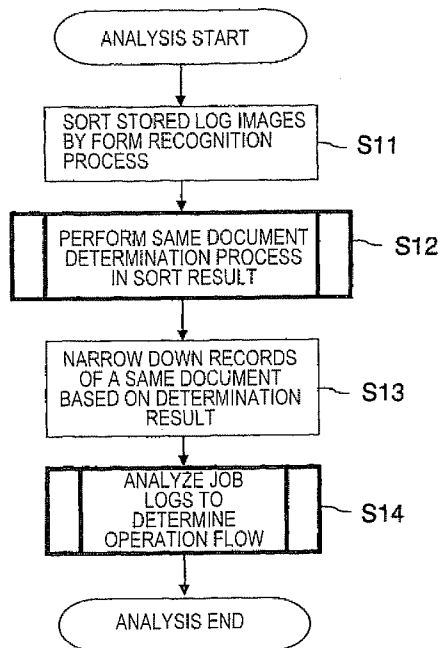 ANALYSIS START
SORT STORED LOG IMAGES
BY FORM RECOGNITION
PROCESS
S11
PERFORM SAME DOCUMENT
DETERMINATION PROCESS
IN SORT RESULT
S12
NARROW DOWN RECORDS
OF A SAME DOCUMENT
BASED ON DETERMINATION
RESULT
S13
ANALYZE JOB
LOGS TO
DETERMINE
OPERATION FLOW
S14
ANALYSIS END